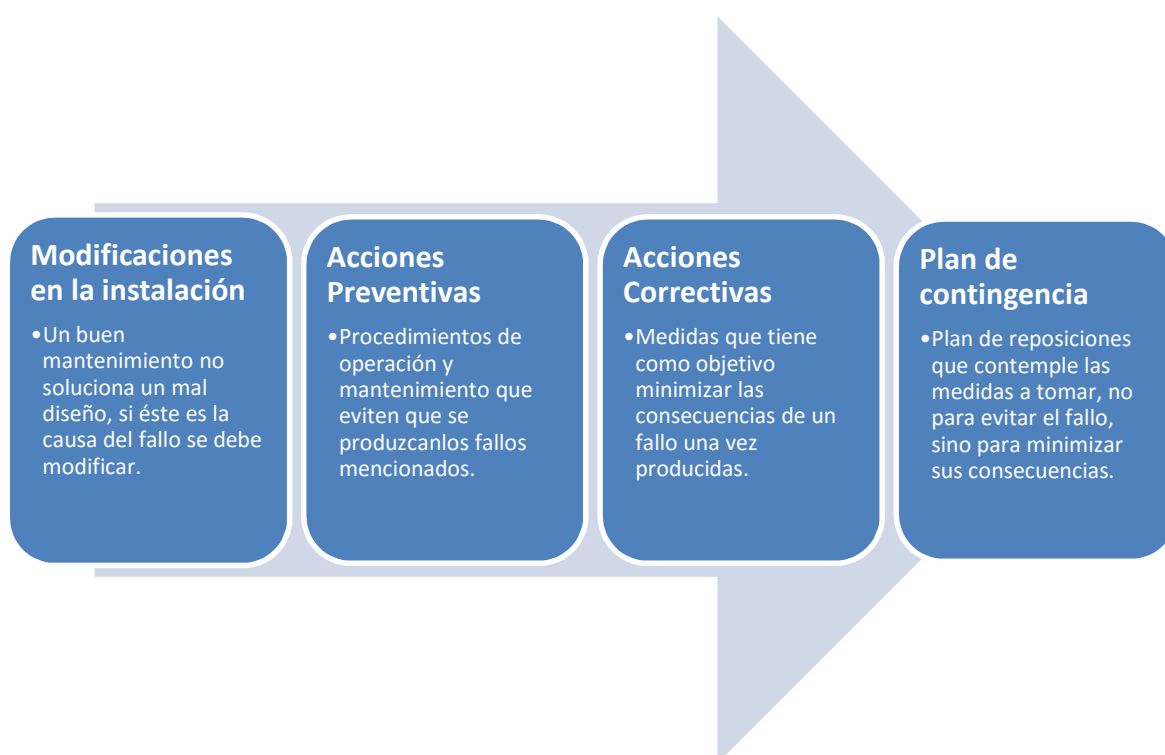 Modificaciones
en la instalación
•Un buen
mantenimiento no
soluciona un mal
diseño, si éste es la
causa del fallo se debe
modificar.
Acciones
Preventivas
•Procedimientos de
operación y
mantenimiento que
eviten que se
produzcanlos fallos
mencionados.
Acciones
Correctivas
•Medidas que tiene
como objetivo
minimizar las
consecuencias de un
fallo una vez
producidas.
Plan de
contingencia
•Plan de reposiciones
que contemple las
medidas a tomar, no
para evitar el fallo,
sino para minimizar
sus consecuencias.